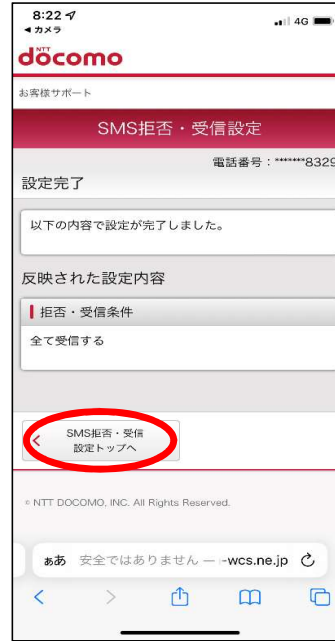 8:22
4G
◀ カメラ
NTT
döcomo
お客様サポート
SMS拒否・受信設定
電話番号：*******8329
設定完了
以下の内容で設定が完了しました。
反映された設定内容
拒否・受信条件
全て受信する
SMS拒否・受信
設定トップへ
© NTT DOCOMO, INC. All Rights Reserved.
ぁあ 安全ではありません — -wcs.ne.jp